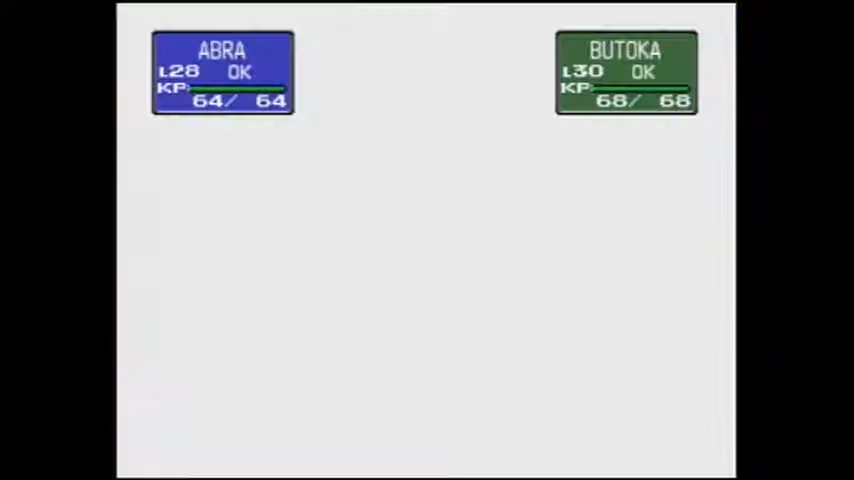 ABRA
L28 OK
KP:
64/ 64
BUTOKA
L30 OK
KP:
68/ 68